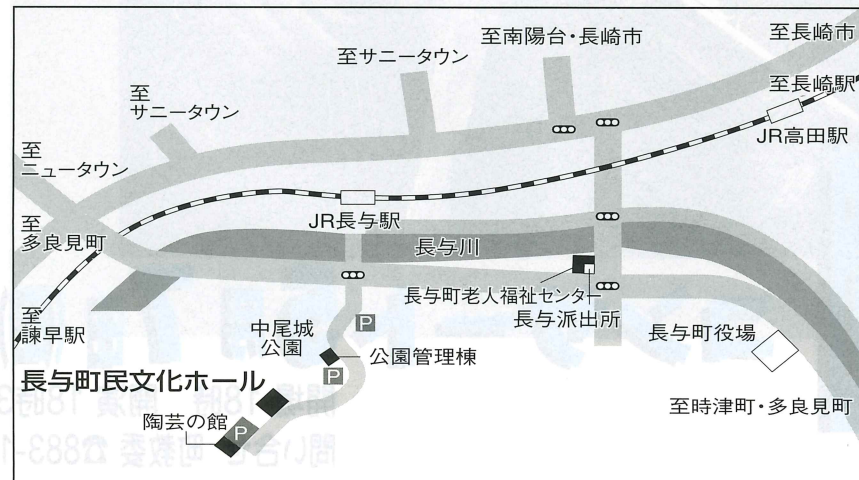 至長崎市
至南陽台・長崎市
至サニータウン
至
サニータウン
至長崎駅
JR高田駅
至
ニュータウン
至
多良見町
JR長与駅
長与川
長与町老人福祉センター
長与派出所
至
諫早駅
中尾城
公園
P
公園管理棟
P
長与町役場
長与町民文化ホール
陶芸の館
P
至時津町・多良見町